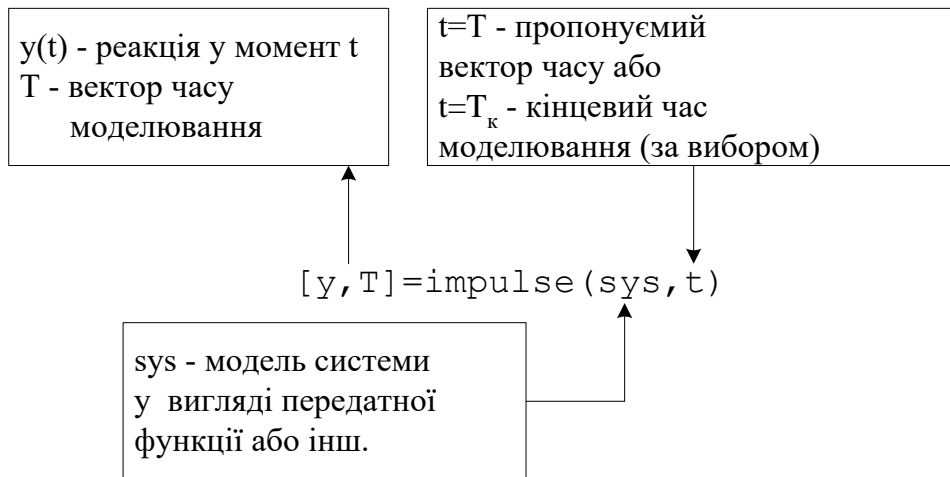 y(t) - реакція у момент t
T - вектор часу
моделювання
t=T - пропонуємий
вектор часу або
t=Tк - кінцевий час
моделювання (за вибором)
[y,T]=impulse(sys,t)
sys - модель системи
у вигляді передатної
функції або інш.